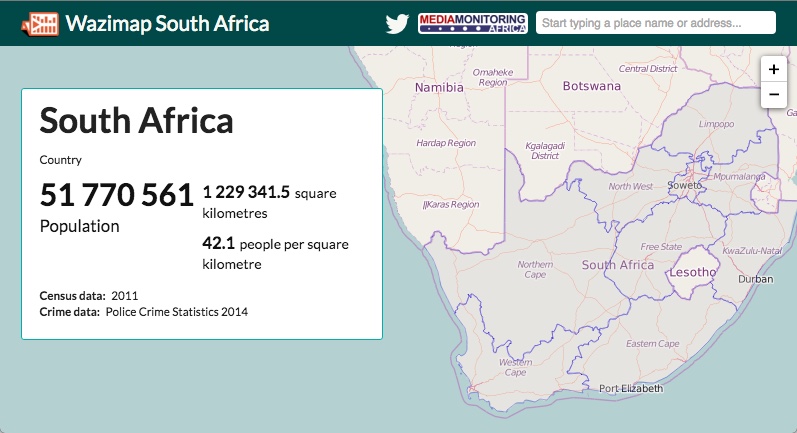 Wazimap South Africa
MEDIAMONITORING
AFRICA
Start typing a place name or address...
South Africa
Country
51 770 561
Population
1 229 341.5 square
kilometres
42.1 people per square
kilometre
Census data: 2011
Crime data: Police Crime Statistics 2014
+
−
Region
Omaheke
Region
Central District
Namibia
Botswana
Ga
Limpopo
Hardap Region
Kgalagadi
District
Mpumalanga
North West
Soweto
ǁKaras Region
Free State
KwaZulu-Natal
Northern
Cape
South Africa
Lesotho
Durban
Eastern Cape
Western
Cape
Port Elizabeth